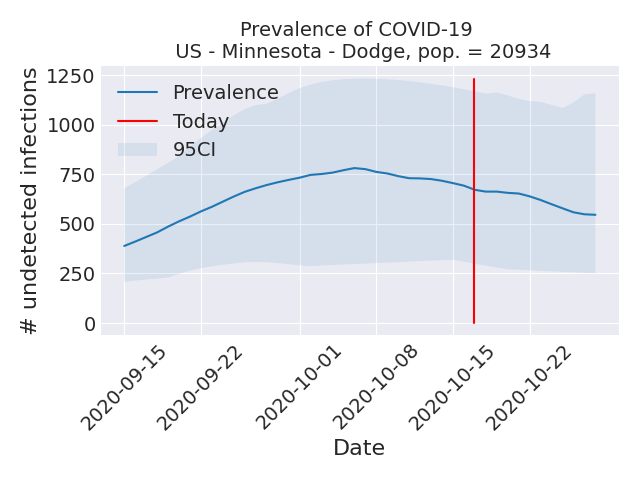 Prevalence of COVID-19
US - Minnesota - Dodge, pop. = 20934
# undetected infections
1250
1000
750
500
250
0
Prevalence
Today
95CI
2020-09-15
2020-09-22
2020-10-01
2020-10-08
2020-10-15
2020-10-22
Date